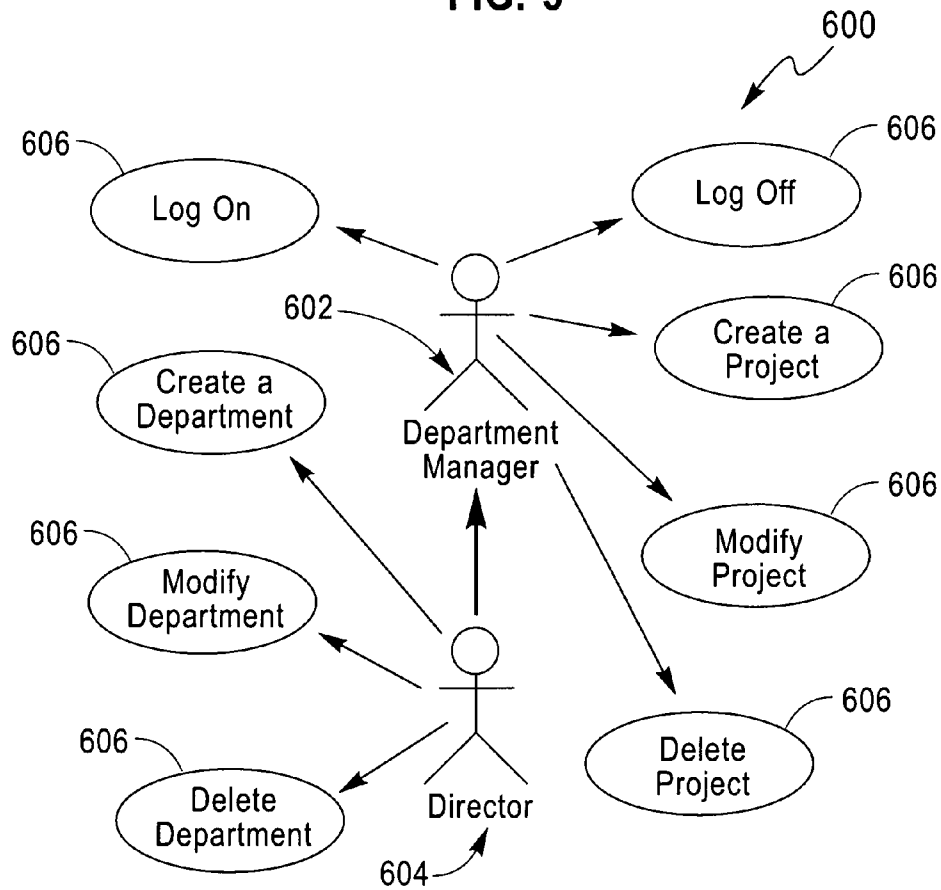 FIG.
600
606
Log On
606
Log Off
602
606
Create a
Project
606
Create a
Department
Department
Manager
606
Modify
Project
606
Modify
Department
606
Delete
Project
606
Delete
Department
Director
604